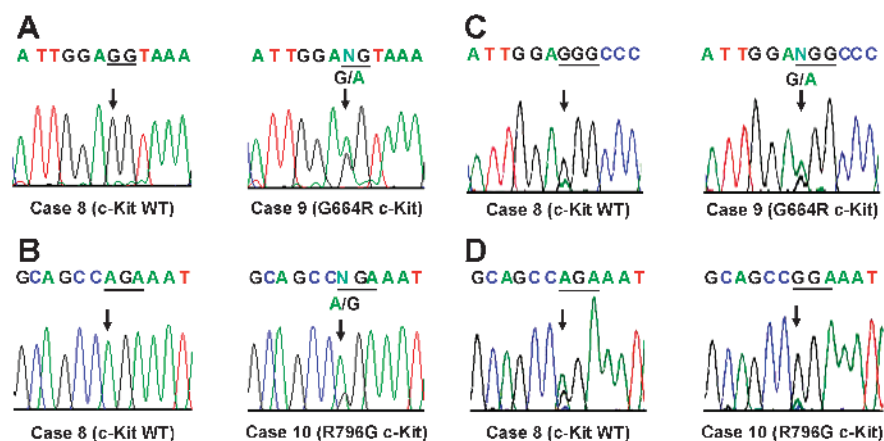 A
C
ATTGGAGGTAAA
ATTGGANGTAAA
ATTGGAGGGCCC
ATTGGANGGCCC
G/A
G/A
Case 8 (c-Kit WT)
Case 9 (G664R c-Kit)
Case 8 (c-Kit WT)
Case 9 (G664R c-Kit)
B
D
GCAGCCAGAAAT
GCAGCCNGAAAT
GCAGCCAGAAAT
GCAGCCGGAAAT
A/G
Case 8 (c-Kit WT)
Case 10 (R796G c-Kit)
Case 8 (c-Kit WT)
Case 10 (R796G c-Kit)